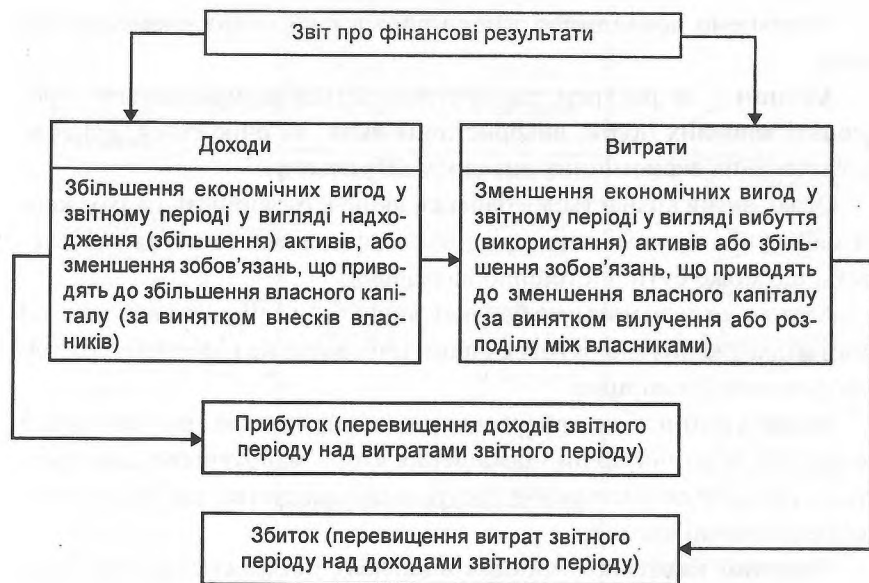 Звіт про фінансові результати
Доходи
Збільшення економічних вигод у
звітному періоді у вигляді надхо-
дження (збільшення) активів, або
зменшення зобов'язань, що приво-
дять до збільшення власного капі-
талу (за винятком внесків влас-
ників)
Витрати
Зменшення економічних вигод у
звітному періоді у вигляді вибуття
(використання) активів або збіль-
шення зобов'язань, що приводять
до зменшення власного капіталу
(за винятком вилучення або роз-
поділу між власниками)
Прибуток (перевищення доходів звітного
періоду над витратами звітного періоду)
Збиток (перевищення витрат звітного
періоду над доходами звітного періоду)